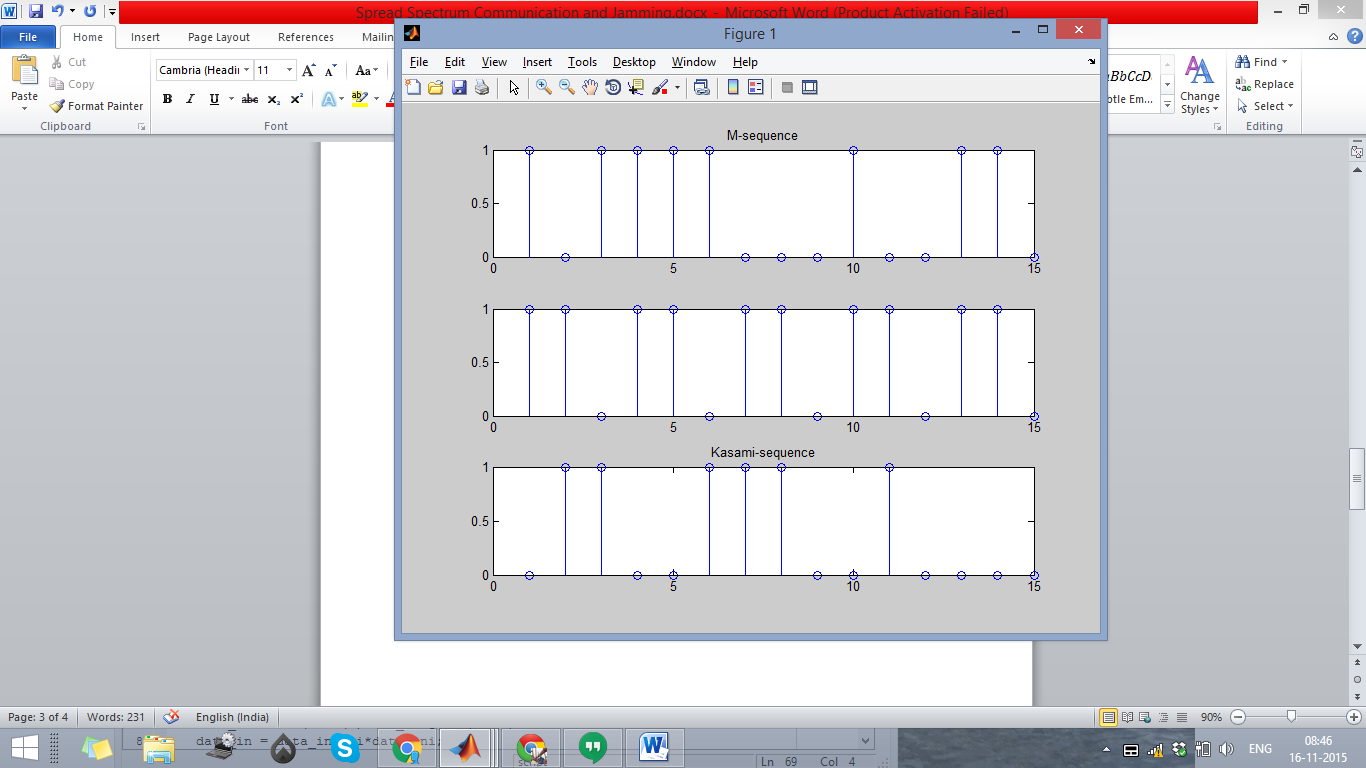 Spread Spectrum Communication and Jamming.docx - Microsoft Word (Product Activation Failed)
File Home Insert Page Layout References Mailin
Cut
Copy
Format Painter
Paste
Clipboard
Cambria (Headi 11
Font
Change Styles
Find
Replace
Select
Editing
Figure 1
File Edit View Insert Tools Desktop Window Help
M-sequence
1
0.5
0
0 5 10 15
1
0.5
0
0 5 10 15
Kasami-sequence
1
0.5
0
0 5 10 15
Page: 3 of 4 Words: 231 English (India) 90%
Ln 69 Col 4
ENG
08:46
16-11-2015